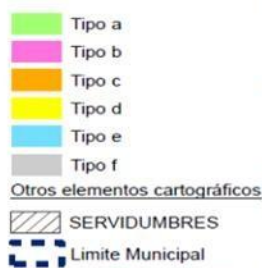 Tipo a
Tipo b
Tipo c
Tipo d
Tipo e
Tipo f
Otros elementos cartográficos
SERVIDUMBRES
Limite Municipal